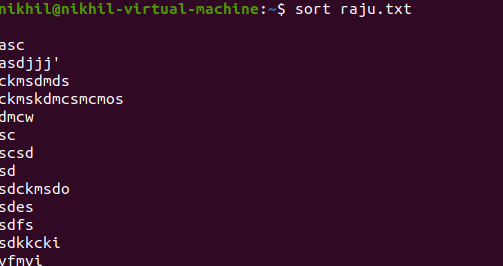 nikhil@nikhil-virtual-machine:~$ sort raju.txt
asc
asdjjj'
ckmsdmds
ckmskdmcsmcmos
dmcw
sc
scsd
sd
sdckmsdo
sdes
sdfs
sdkkcki
vfmvi